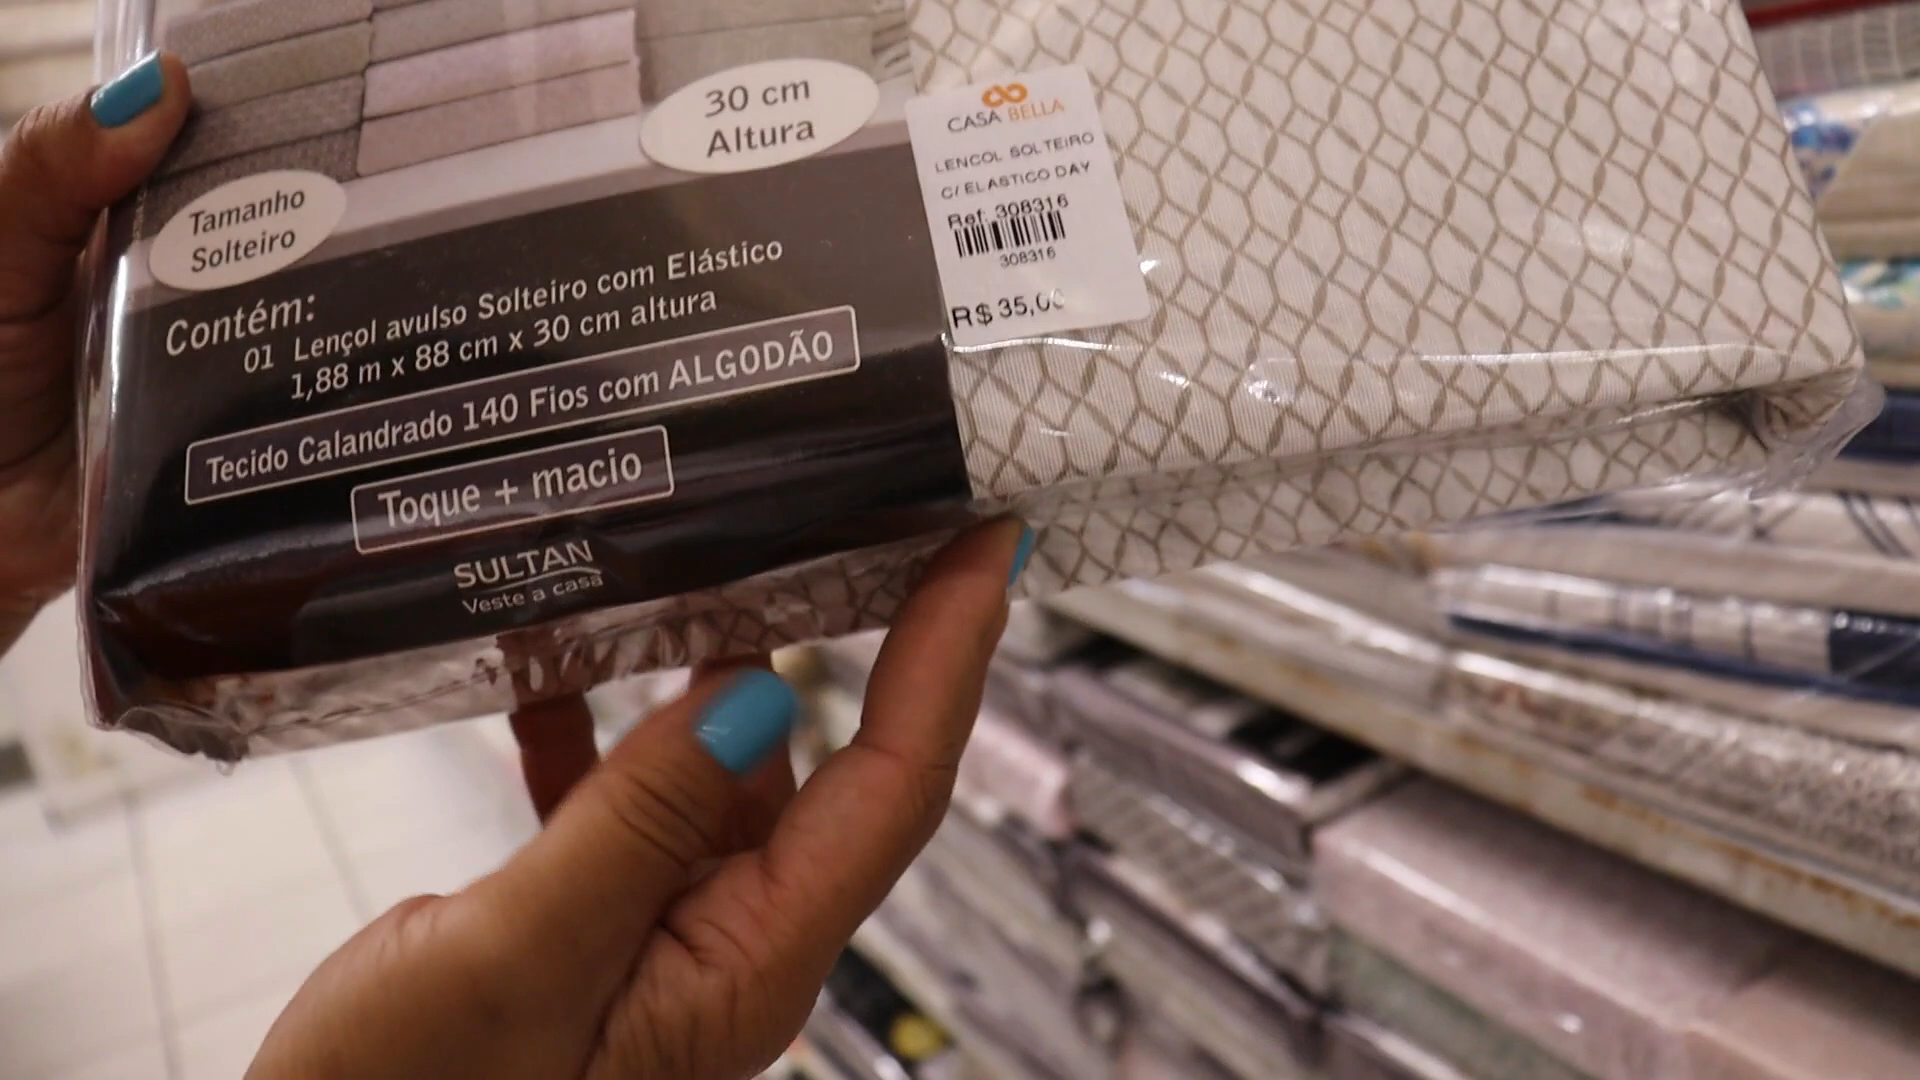 30 cm
Altura
Tamanho
Solteiro
Contém:
01 Lençol avulso Solteiro com Elástico
1,88 m x 88 cm x 30 cm altura
Tecido Calandrado 140 Fios com ALGODÃO
Toque + macio
SULTAN
Veste a casa
CASA BELLA
LENCOL SOLTEIRO
C/ ELASTICO DAY
Ref: 308316
308316
R$ 35,00